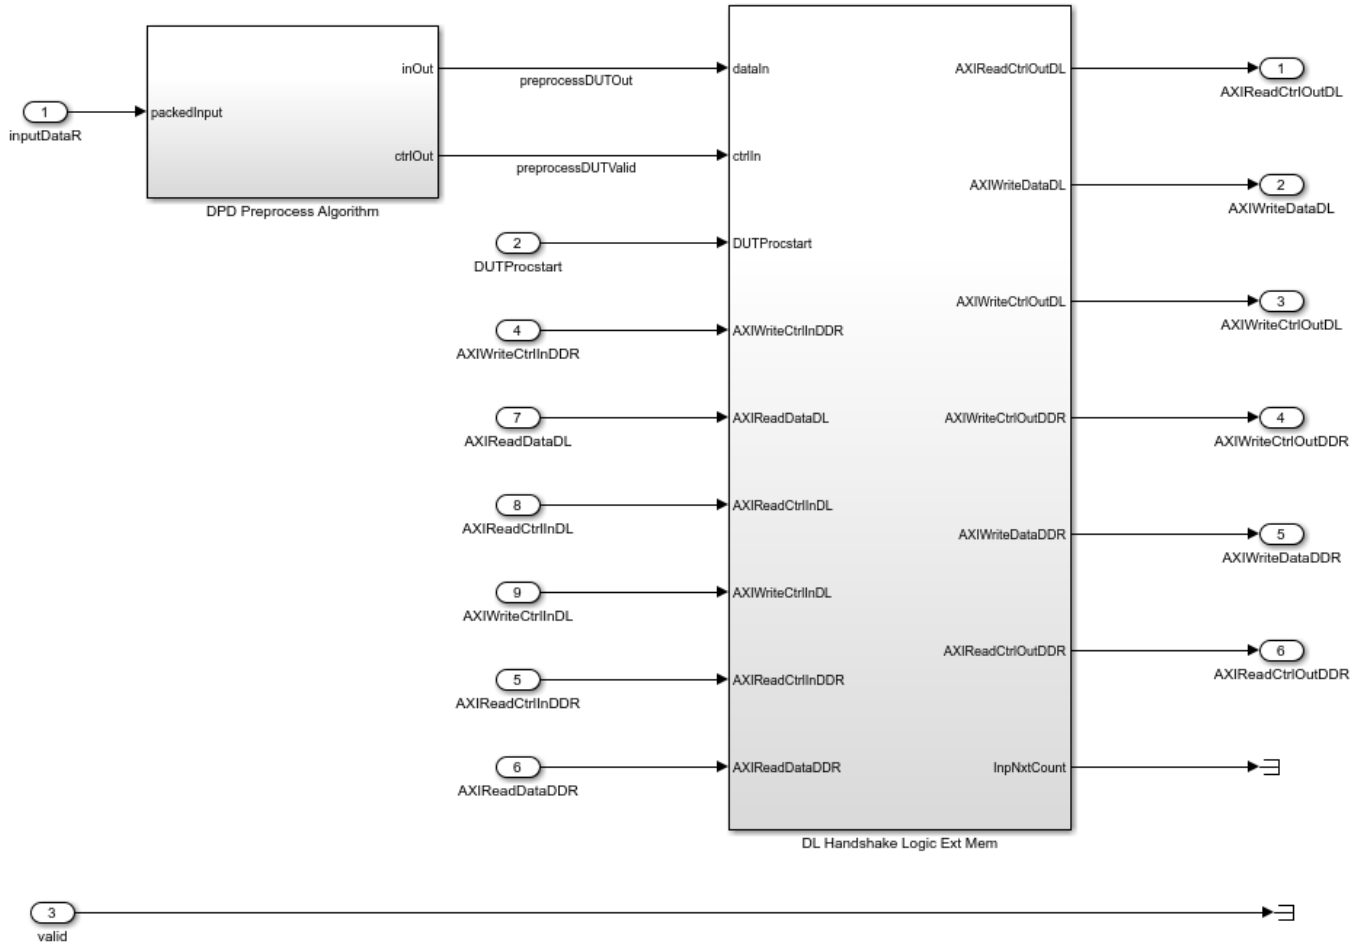 1
inputDataR
packedInput
inOut
ctrlOut
DPD Preprocess Algorithm
preprocessDUTOut
preprocessDUTValid
2
DUTProcstart
4
AXIWriteCtrlInDDR
7
AXIReadDataDL
8
AXIReadCtrlInDL
9
AXIWriteCtrlInDL
5
AXIReadCtrlInDDR
6
AXIReadDataDDR
dataIn
ctrlIn
DUTProcstart
AXIWriteCtrlInDDR
AXIReadDataDL
AXIReadCtrlInDL
AXIWriteCtrlInDL
AXIReadCtrlInDDR
AXIReadDataDDR
AXIReadCtrlOutDL
AXIWriteDataDL
AXIWriteCtrlOutDL
AXIWriteCtrlOutDDR
AXIWriteDataDDR
AXIReadCtrlOutDDR
InpNxtCount
DL Handshake Logic Ext Mem
1
AXIReadCtrlOutDL
2
AXIWriteDataDL
3
AXIWriteCtrlOutDL
4
AXIWriteCtrlOutDDR
5
AXIWriteDataDDR
6
AXIReadCtrlOutDDR
3
valid